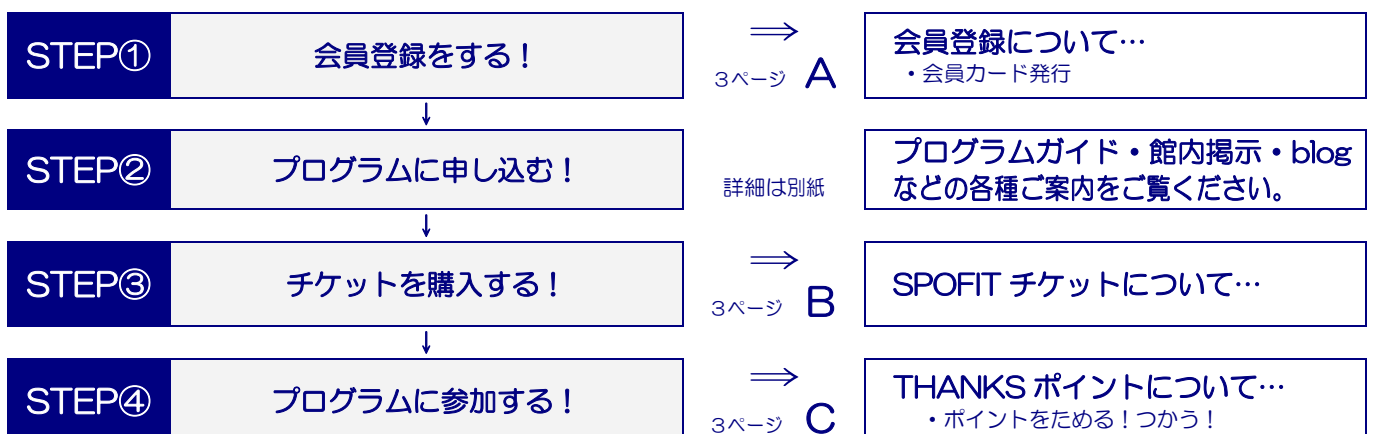 STEP① 会員登録をする！ ⇒ 会員登録について…
3ページ A ・会員カード発行
↓
STEP② プログラムに申し込む！ 詳細は別紙 プログラムガイド・館内掲示・blog
などの各種ご案内をご覧ください。
↓
STEP③ チケットを購入する！ ⇒ SPOFIT チケットについて…
3ページ B
↓
STEP④ プログラムに参加する！ ⇒ THANKS ポイントについて…
3ページ C ・ポイントをためる！つかう！